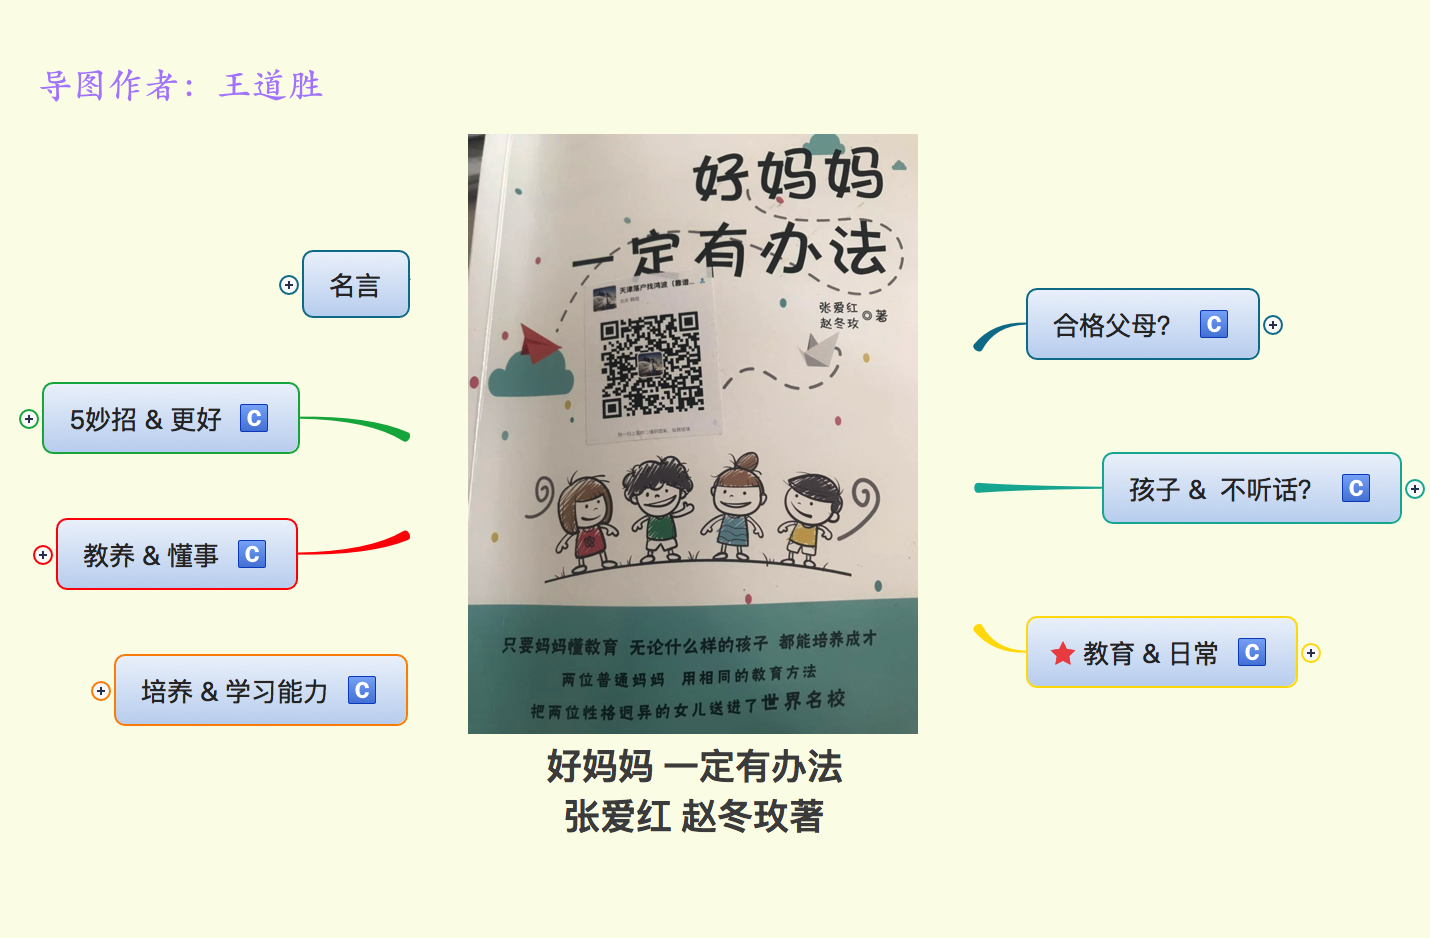 导图作者：王道胜
好妈妈
一定有办法
张爱红
赵冬玫
◎著
天津落户找鸿波（靠谱...
只要妈妈懂教育 无论什么样的孩子 都能培养成才
两位普通妈妈 用相同的教育方法
把两位性格迥异的女儿送进了世界名校
好妈妈 一定有办法
张爱红 赵冬玫著
合格父母? C
孩子 & 不听话? C
教育 & 日常 C
名言
5妙招 & 更好 C
教养 & 懂事 C
培养 & 学习能力 C